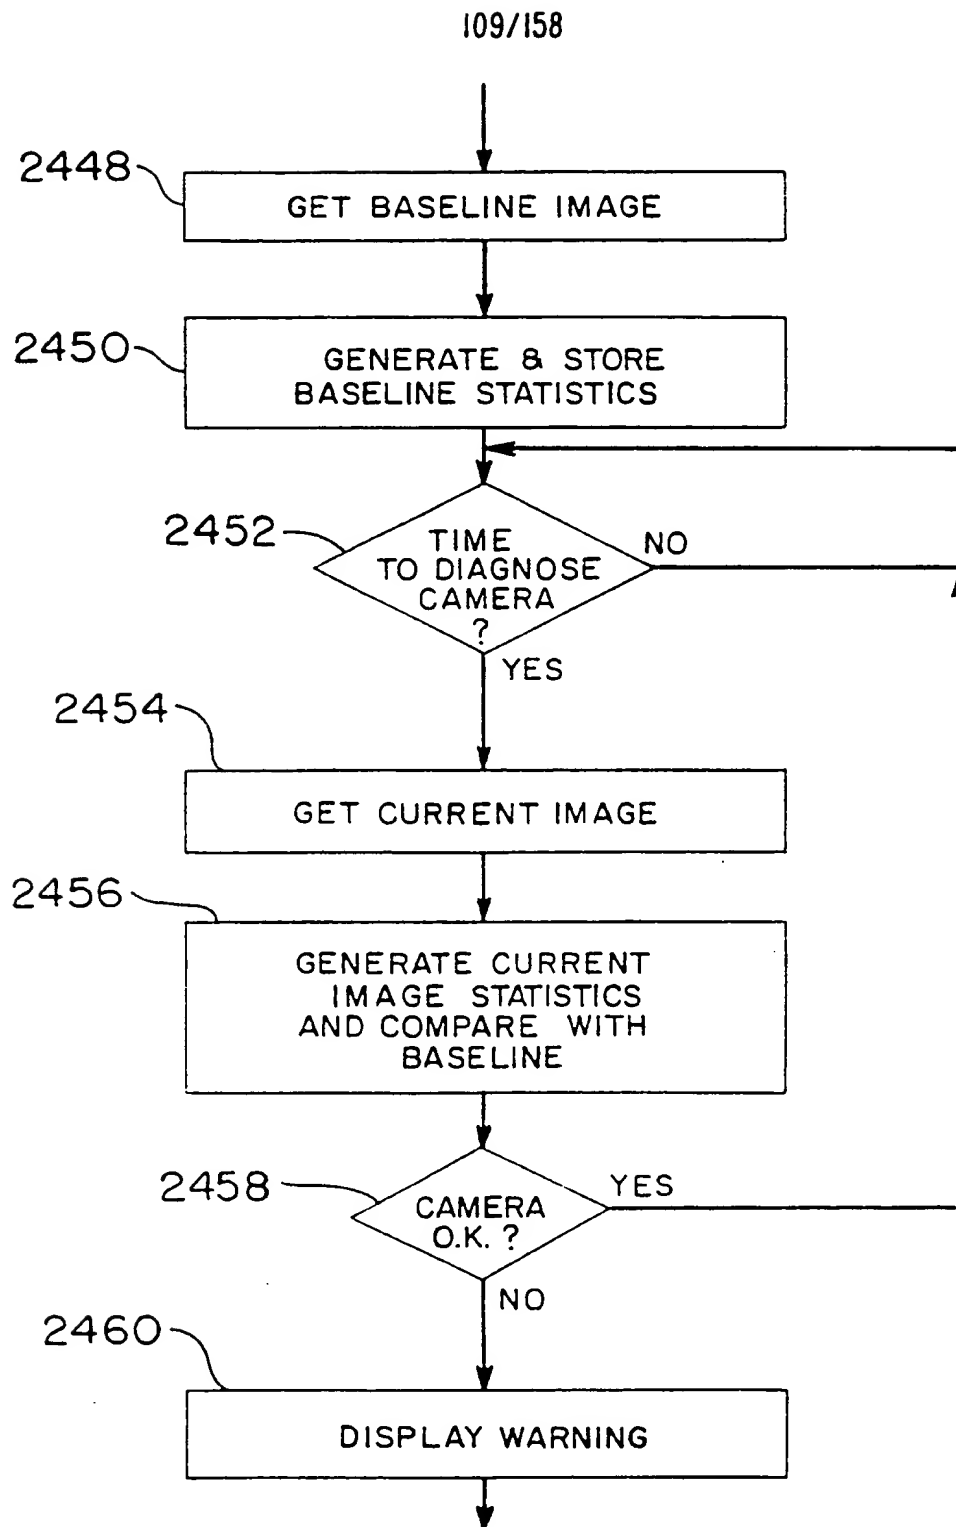 109/158
2448
GET BASELINE IMAGE
2450
GENERATE & STORE
BASELINE STATISTICS
2452
TIME
TO DIAGNOSE
CAMERA
?
NO
YES
2454
GET CURRENT IMAGE
2456
GENERATE CURRENT
IMAGE STATISTICS
AND COMPARE WITH
BASELINE
2458
CAMERA
O.K. ?
YES
NO
2460
DISPLAY WARNING